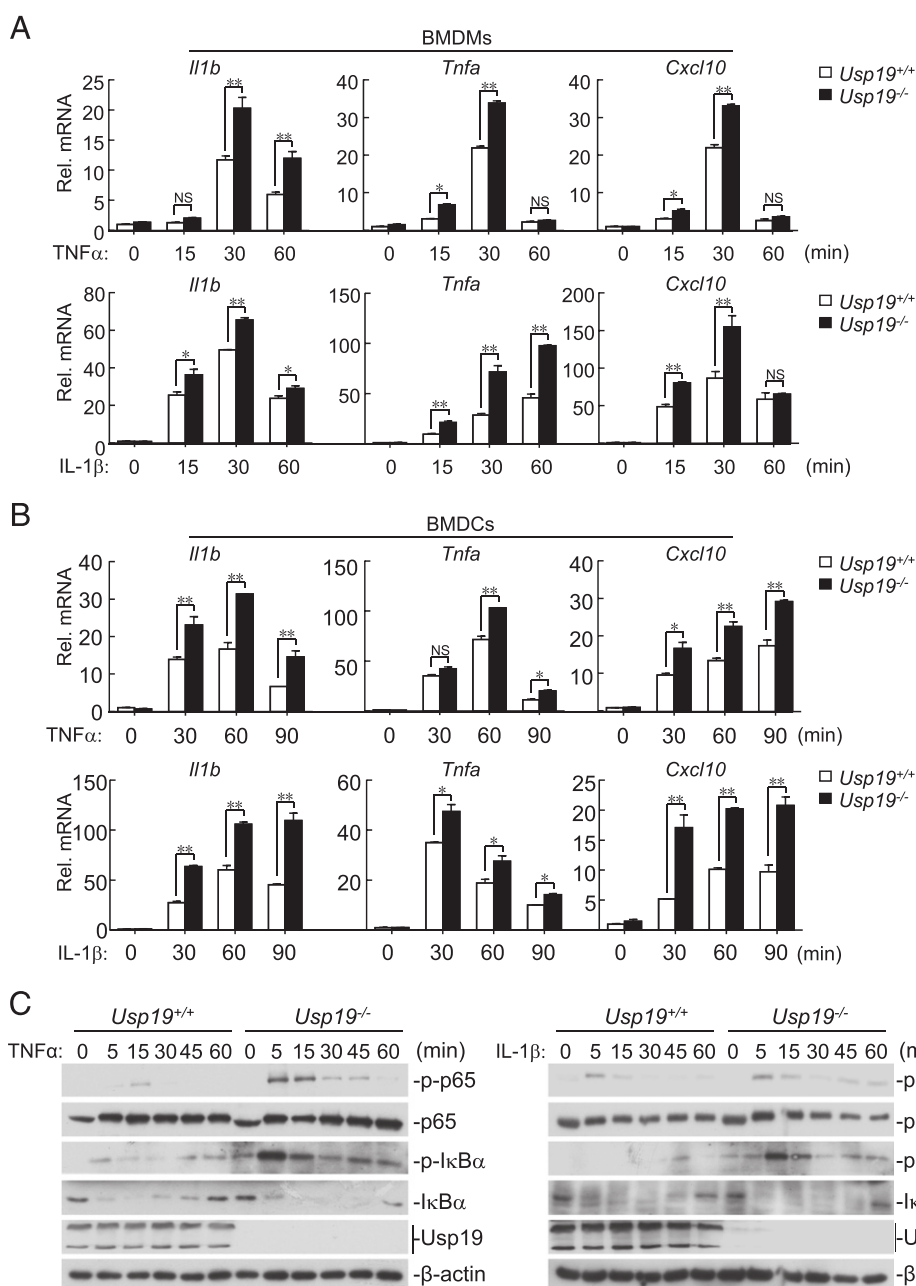 A
BMDMs
Il1b Tnfa Cxcl10
Usp19+/+
Usp19-/-
Rel. mRNA
25 20 15 10 5 0
40 30 20 10
40 30 20 10
** ** NS
* ** NS
* ** NS
TNFα: 0 15 30 60 0 15 30 60 0 15 30 60 (min)
Il1b Tnfa Cxcl10
Usp19+/+
Usp19-/-
Rel. mRNA
80 60 40 20 0
150 100 50
200 150 100 50
* ** *
** ** **
** ** NS
IL-1β: 0 15 30 60 0 15 30 60 0 15 30 60 (min)
B
BMDCs
Il1b Tnfa Cxcl10
Usp19+/+
Usp19-/-
Rel. mRNA
40 30 20 10 0
150 100 50
40 30 20 10
** ** **
NS ** *
* ** **
TNFα: 0 30 60 90 0 30 60 90 0 30 60 90 (min)
Il1b Tnfa Cxcl10
Usp19+/+
Usp19-/-
Rel. mRNA
150 100 50 0
60 40 20
25 20 15 10 5
** ** **
* * *
** ** **
IL-1β: 0 30 60 90 0 30 60 90 0 30 60 90 (min)
C
Usp19+/+ Usp19-/- Usp19+/+ Usp19-/-
TNFα: 0 5 15 30 45 60 0 5 15 30 45 60 (min) IL-1β: 0 5 15 30 45 60 0 5 15 30 45 60
-p-p65 -p
-p65 -p
-p-IκBα -p
-IκBα -Iκ
-Usp19 -U
-β-actin -β